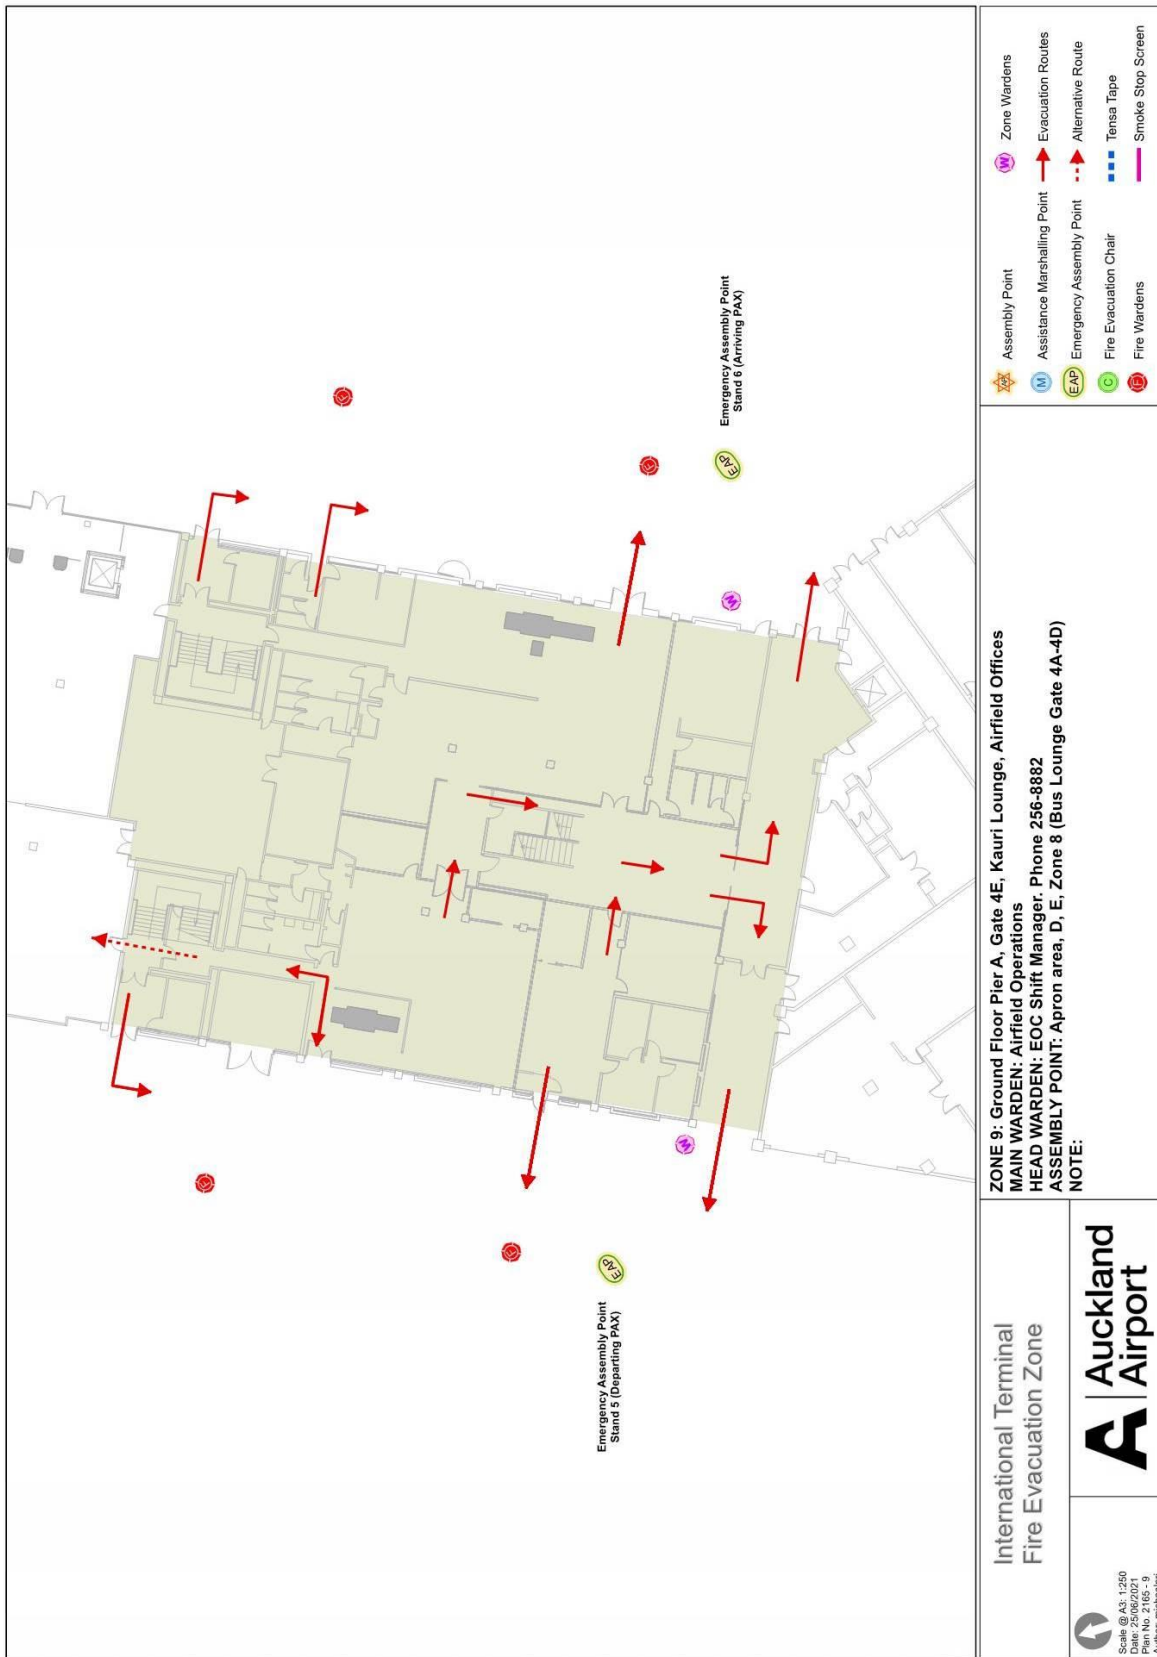 Emergency Assembly Point
Stand 5 (Departing PAX)
EAP
F
F
W
Emergency Assembly Point
Stand 6 (Arriving PAX)
EAP
F
F
W
International Terminal
Fire Evacuation Zone
Scale @ A3: 1:250
Date: 25/06/2021
Plan No. 2165 - 9
Auckland
Airport
ZONE 9: Ground Floor Pier A, Gate 4E, Kauri Lounge, Airfield Offices
MAIN WARDEN: Airfield Operations
HEAD WARDEN: EOC Shift Manager. Phone 256-8882
ASSEMBLY POINT: Apron area, D, E, Zone 8 (Bus Lounge Gate 4A-4D)
NOTE:
AP Assembly Point
M Assistance Marshalling Point
EAP Emergency Assembly Point
C Fire Evacuation Chair
F Fire Wardens
W Zone Wardens
Evacuation Routes
Alternative Route
Tensa Tape
Smoke Stop Screen